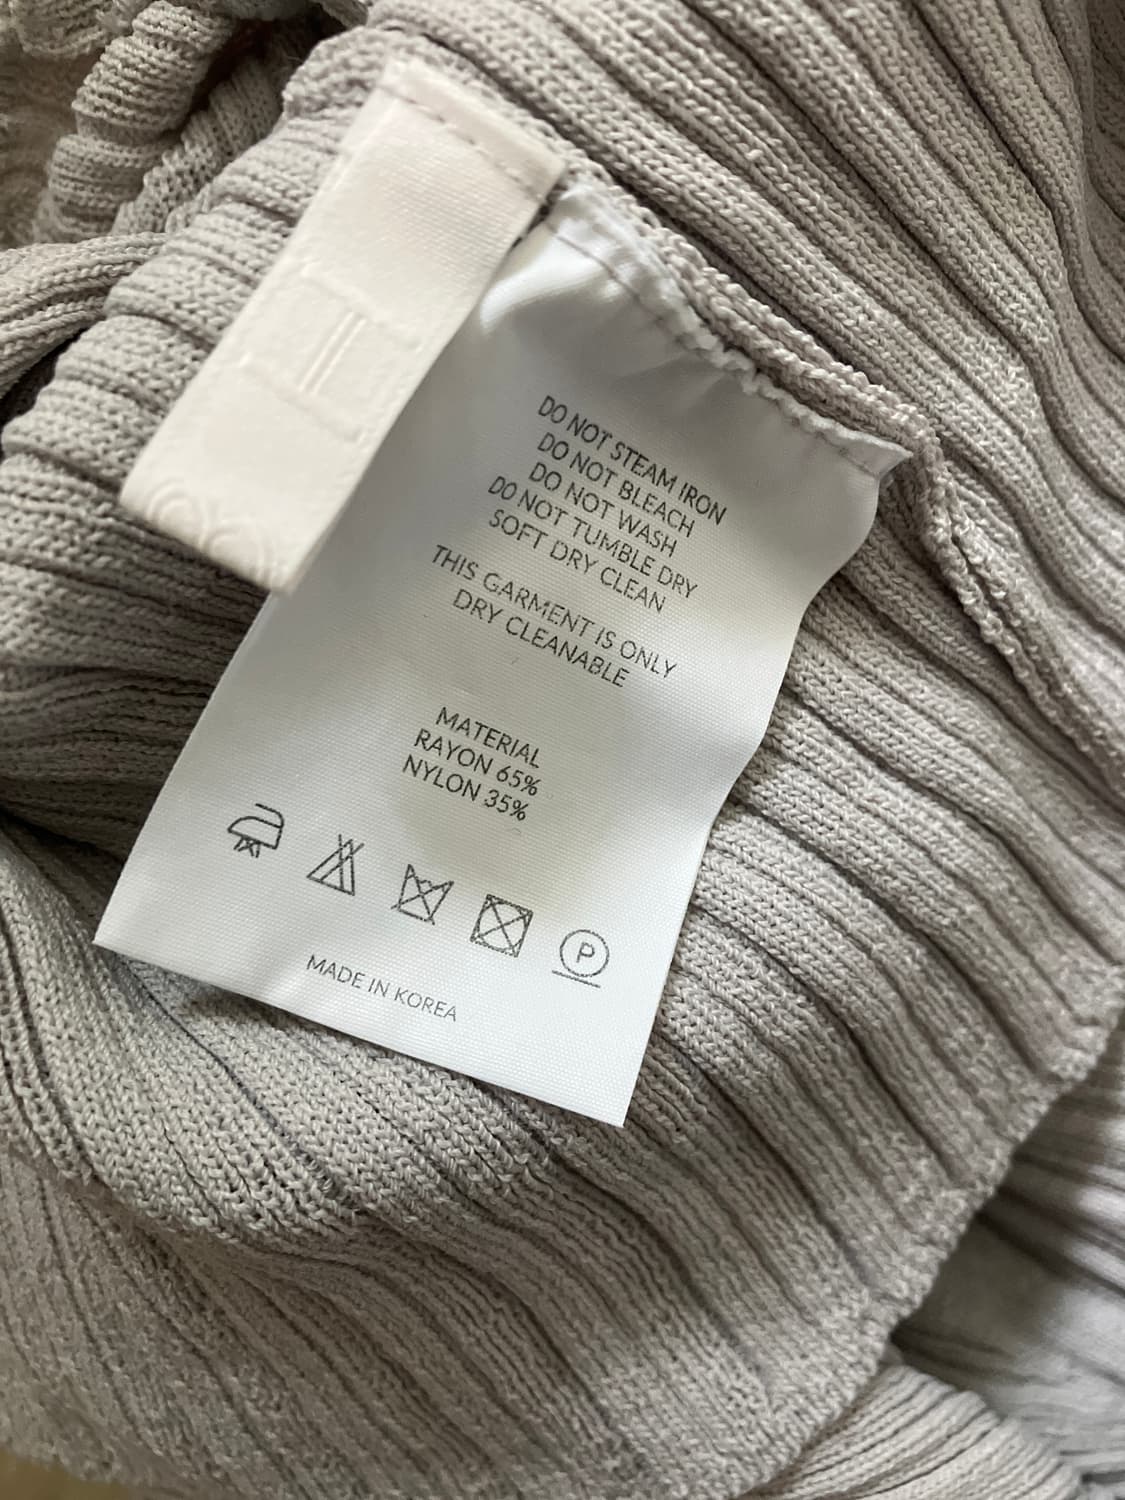 DO NOT STEAM IRON
DO NOT BLEACH
DO NOT WASH
DO NOT TUMBLE DRY
SOFT DRY CLEAN
THIS GARMENT IS ONLY
DRY CLEANABLE
MATERIAL
RAYON 65%
NYLON 35%
P
MADE IN KOREA